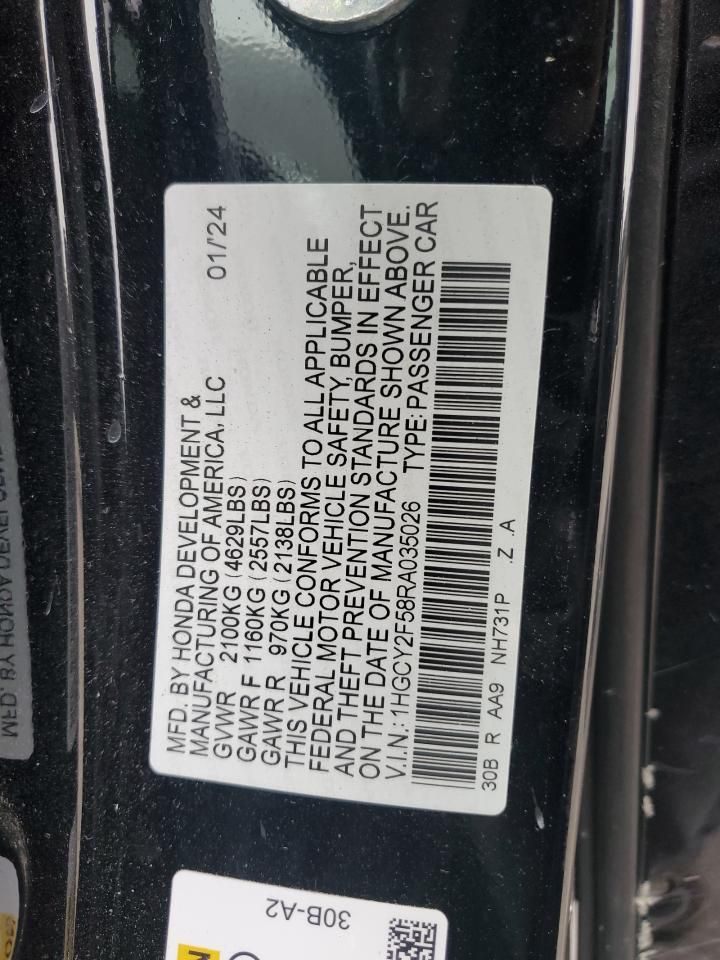 MFD. BY HONDA DEVELOPMENT &
MANUFACTURING OF AMERICA, LLC 01/'24
GVWR 2100KG (4629LBS)
GAWR F 1160KG (2557LBS)
GAWR R 970KG (2138LBS)
THIS VEHICLE CONFORMS TO ALL APPLICABLE
FEDERAL MOTOR VEHICLE SAFETY, BUMPER,
AND THEFT PREVENTION STANDARDS IN EFFECT
ON THE DATE OF MANUFACTURE SHOWN ABOVE.
V.I.N.: 1HGCY2F58RA035026 TYPE: PASSENGER CAR
30B R AA9 NH731P .Z .A
30B-A2